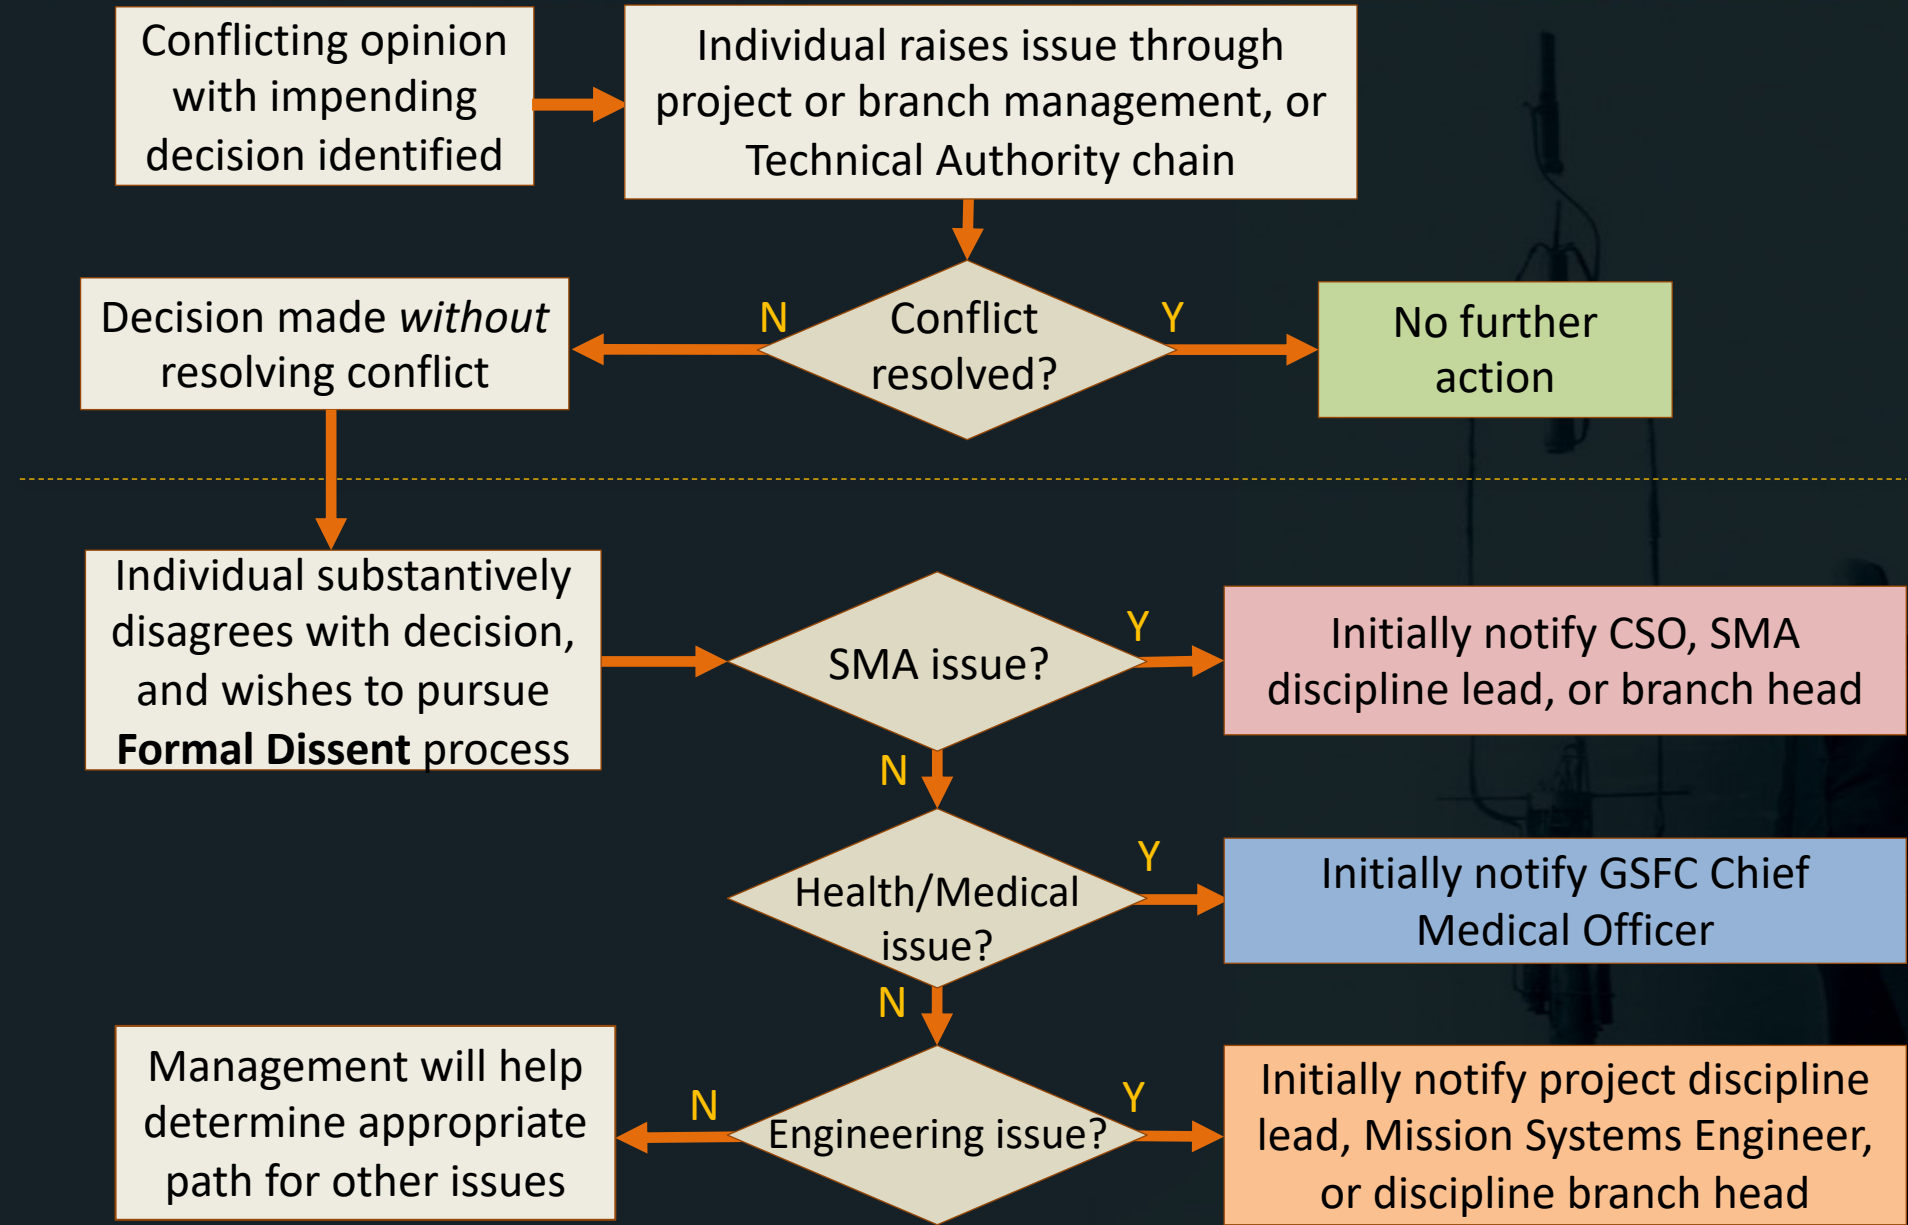 Conflicting opinion
with impending
decision identified
Individual raises issue through
project or branch management, or
Technical Authority chain
Decision made without
resolving conflict
N
Conflict
resolved?
Y
No further
action
Individual substantively
disagrees with decision,
and wishes to pursue
Formal Dissent process
SMA issue?
Y
Initially notify CSO, SMA
discipline lead, or branch head
N
Health/Medical
issue?
Y
Initially notify GSFC Chief
Medical Officer
N
Management will help
determine appropriate
path for other issues
N
Engineering issue?
Y
Initially notify project discipline
lead, Mission Systems Engineer,
or discipline branch head